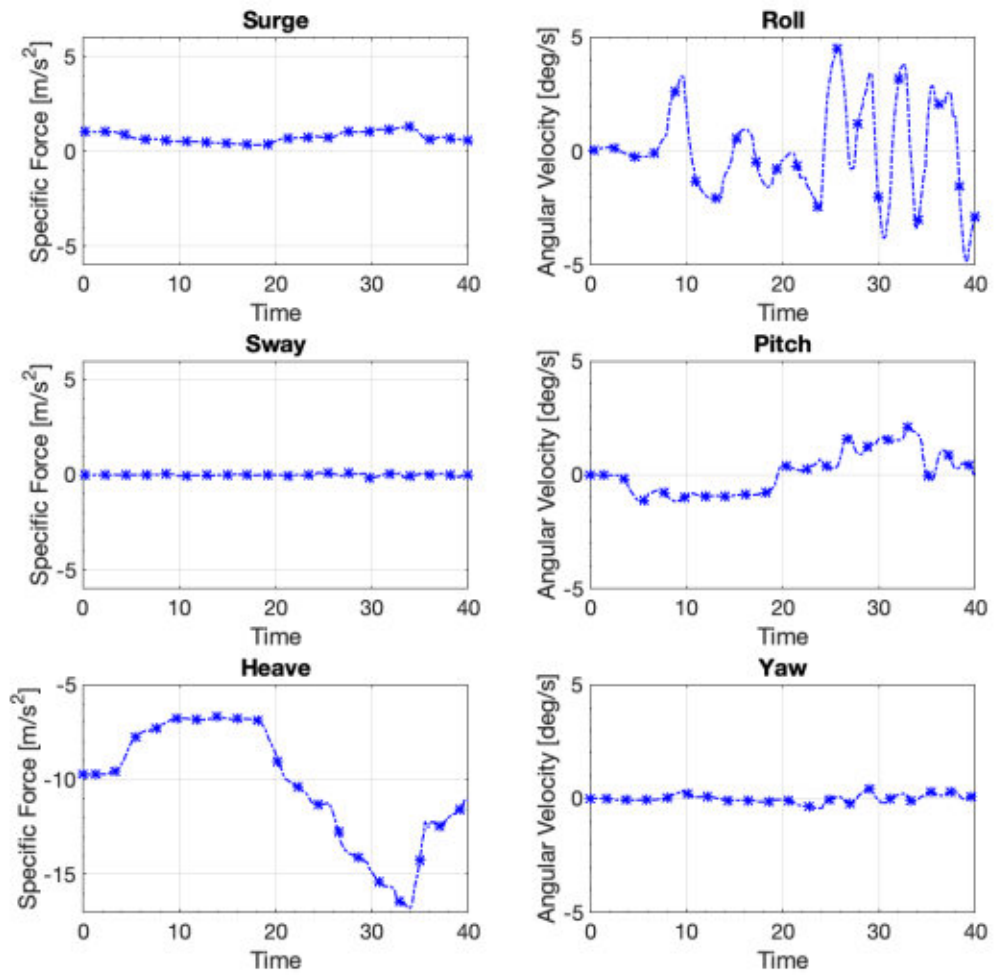 Surge
Specific Force [m/s²]
5
0
-5
0 10 20 30 40
Time
Roll
Angular Velocity [deg/s]
5
0
-5
0 10 20 30 40
Time
Sway
Specific Force [m/s²]
5
0
-5
0 10 20 30 40
Time
Pitch
Angular Velocity [deg/s]
5
0
-5
0 10 20 30 40
Time
Heave
Specific Force [m/s²]
-5
-10
-15
0 10 20 30 40
Time
Yaw
Angular Velocity [deg/s]
5
0
-5
0 10 20 30 40
Time